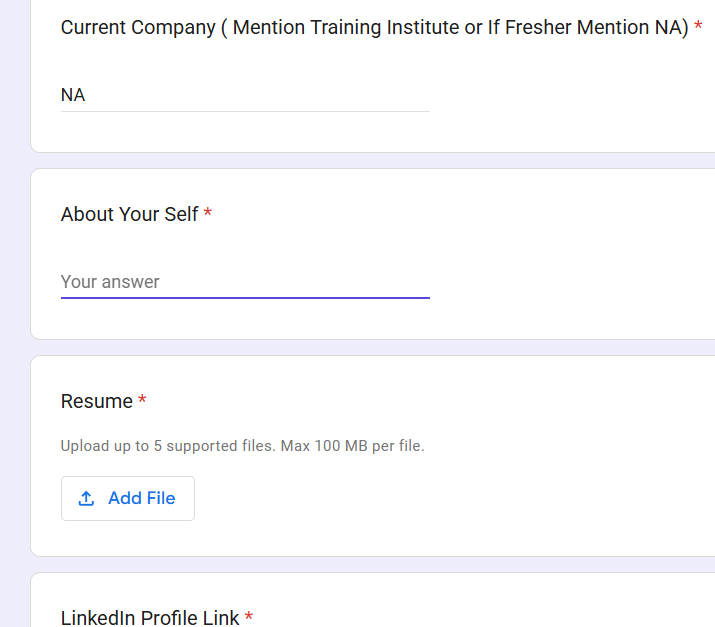 Current Company ( Mention Training Institute or If Fresher Mention NA) *
NA
About Your Self *
Your answer
Resume *
Upload up to 5 supported files. Max 100 MB per file.
Add File
LinkedIn Profile Link *